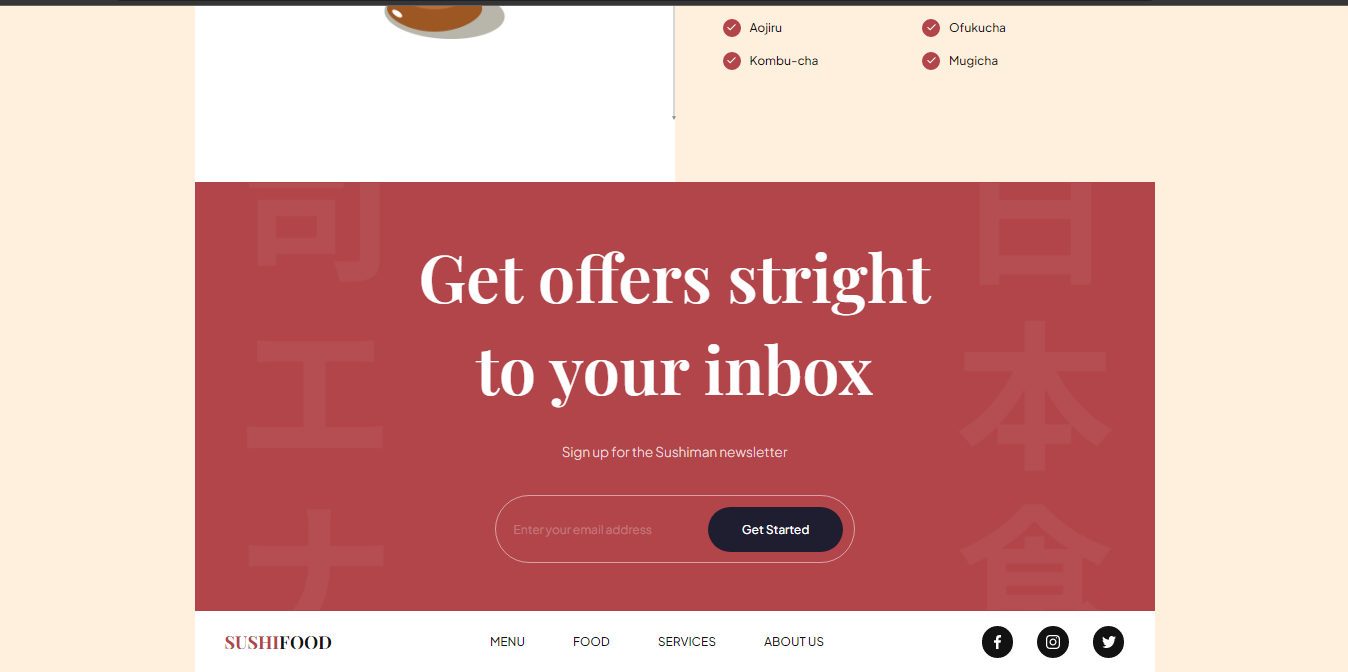 Aojiru
Ofukucha
Kombu-cha
Mugicha
Get offers stright
to your inbox
Sign up for the Sushiman newsletter
Enter your email address
Get Started
司
工
ナ
日
本
食
SUSHIFOOD
MENU
FOOD
SERVICES
ABOUT US